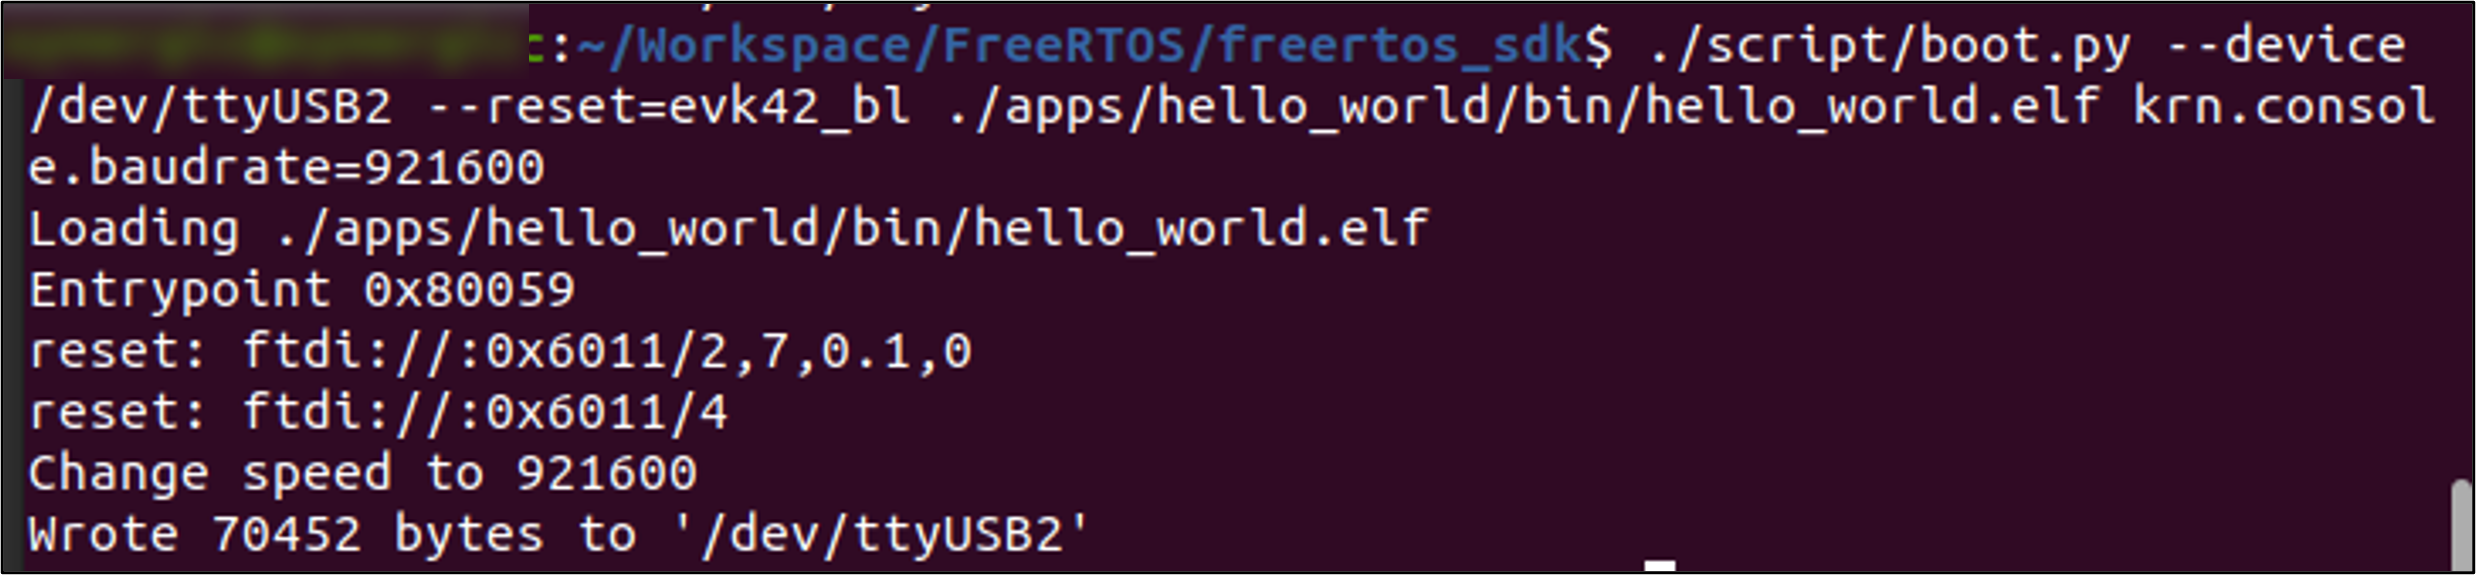 c:~/Workspace/FreeRTOS/freertos_sdk$ ./script/boot.py --device
/dev/ttyUSB2 --reset=evk42_bl ./apps/hello_world/bin/hello_world.elf krn.consol
e.baudrate=921600
Loading ./apps/hello_world/bin/hello_world.elf
Entrypoint 0x80059
reset: ftdi://:0x6011/2,7,0.1,0
reset: ftdi://:0x6011/4
Change speed to 921600
Wrote 70452 bytes to '/dev/ttyUSB2'